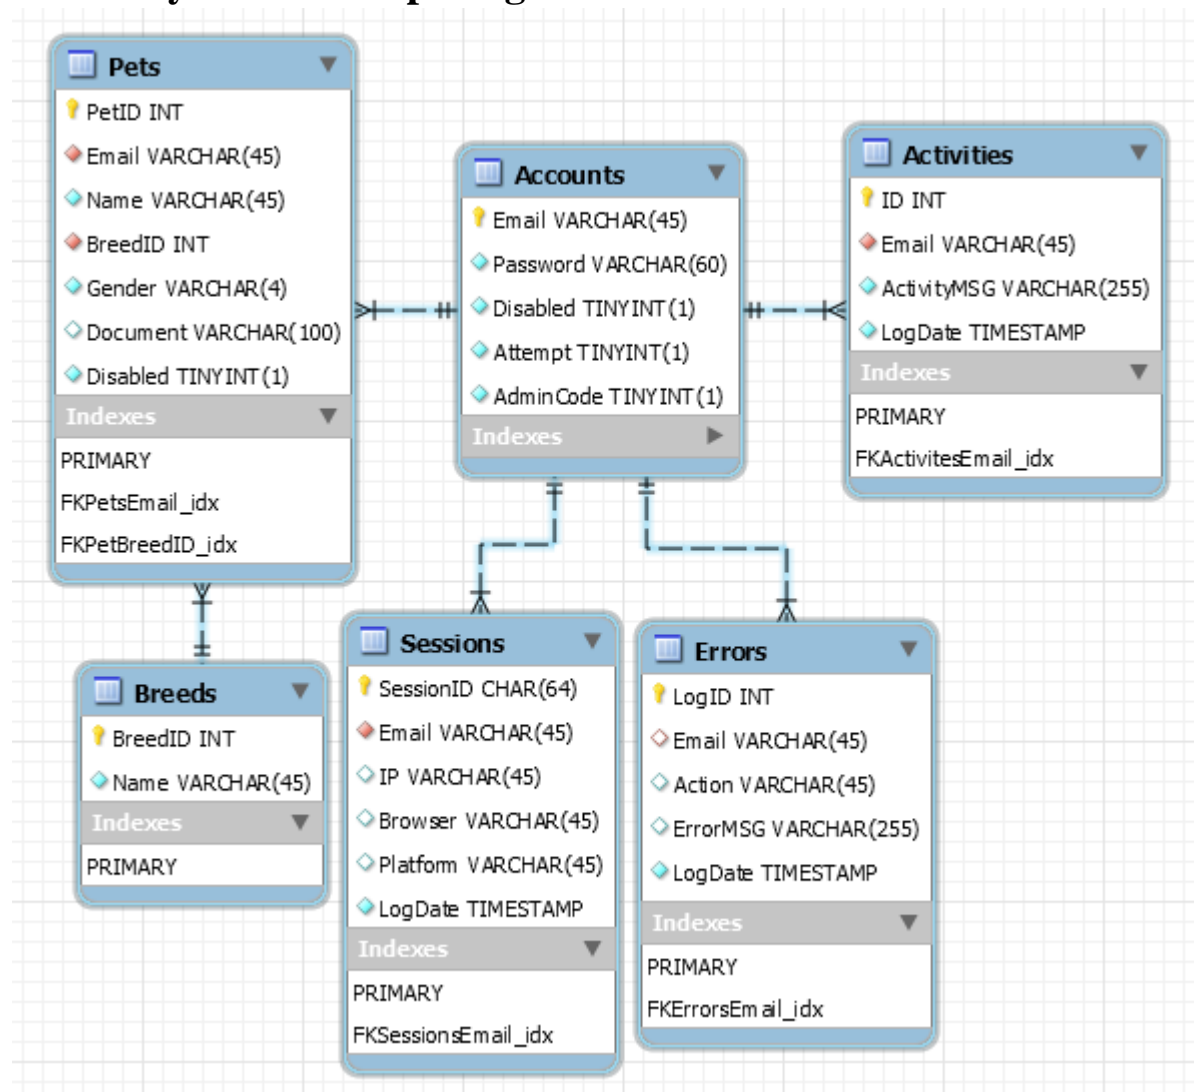 Pets
PetID INT
Email VARCHAR(45)
Name VARCHAR(45)
BreedID INT
Gender VARCHAR(4)
Document VARCHAR(100)
Disabled TINYINT(1)
Indexes
PRIMARY
FKPetsEmail_idx
FKPetBreedID_idx
Accounts
Email VARCHAR(45)
Password VARCHAR(60)
Disabled TINYINT(1)
Attempt TINYINT(1)
AdminCode TINYINT(1)
Indexes
Activities
ID INT
Email VARCHAR(45)
ActivityMSG VARCHAR(255)
LogDate TIMESTAMP
Indexes
PRIMARY
FKActivitesEmail_idx
Breeds
BreedID INT
Name VARCHAR(45)
Indexes
PRIMARY
Sessions
SessionID CHAR(64)
Email VARCHAR(45)
IP VARCHAR(45)
Browser VARCHAR(45)
Platform VARCHAR(45)
LogDate TIMESTAMP
Indexes
PRIMARY
FKSessionsEmail_idx
Errors
LogID INT
Email VARCHAR(45)
Action VARCHAR(45)
ErrorMSG VARCHAR(255)
LogDate TIMESTAMP
Indexes
PRIMARY
FKErrorsEmail_idx